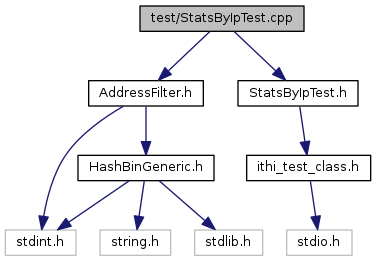 test/StatsByIpTest.cpp
AddressFilter.h
StatsByIpTest.h
HashBinGeneric.h
ithi_test_class.h
stdint.h
string.h
stdlib.h
stdio.h